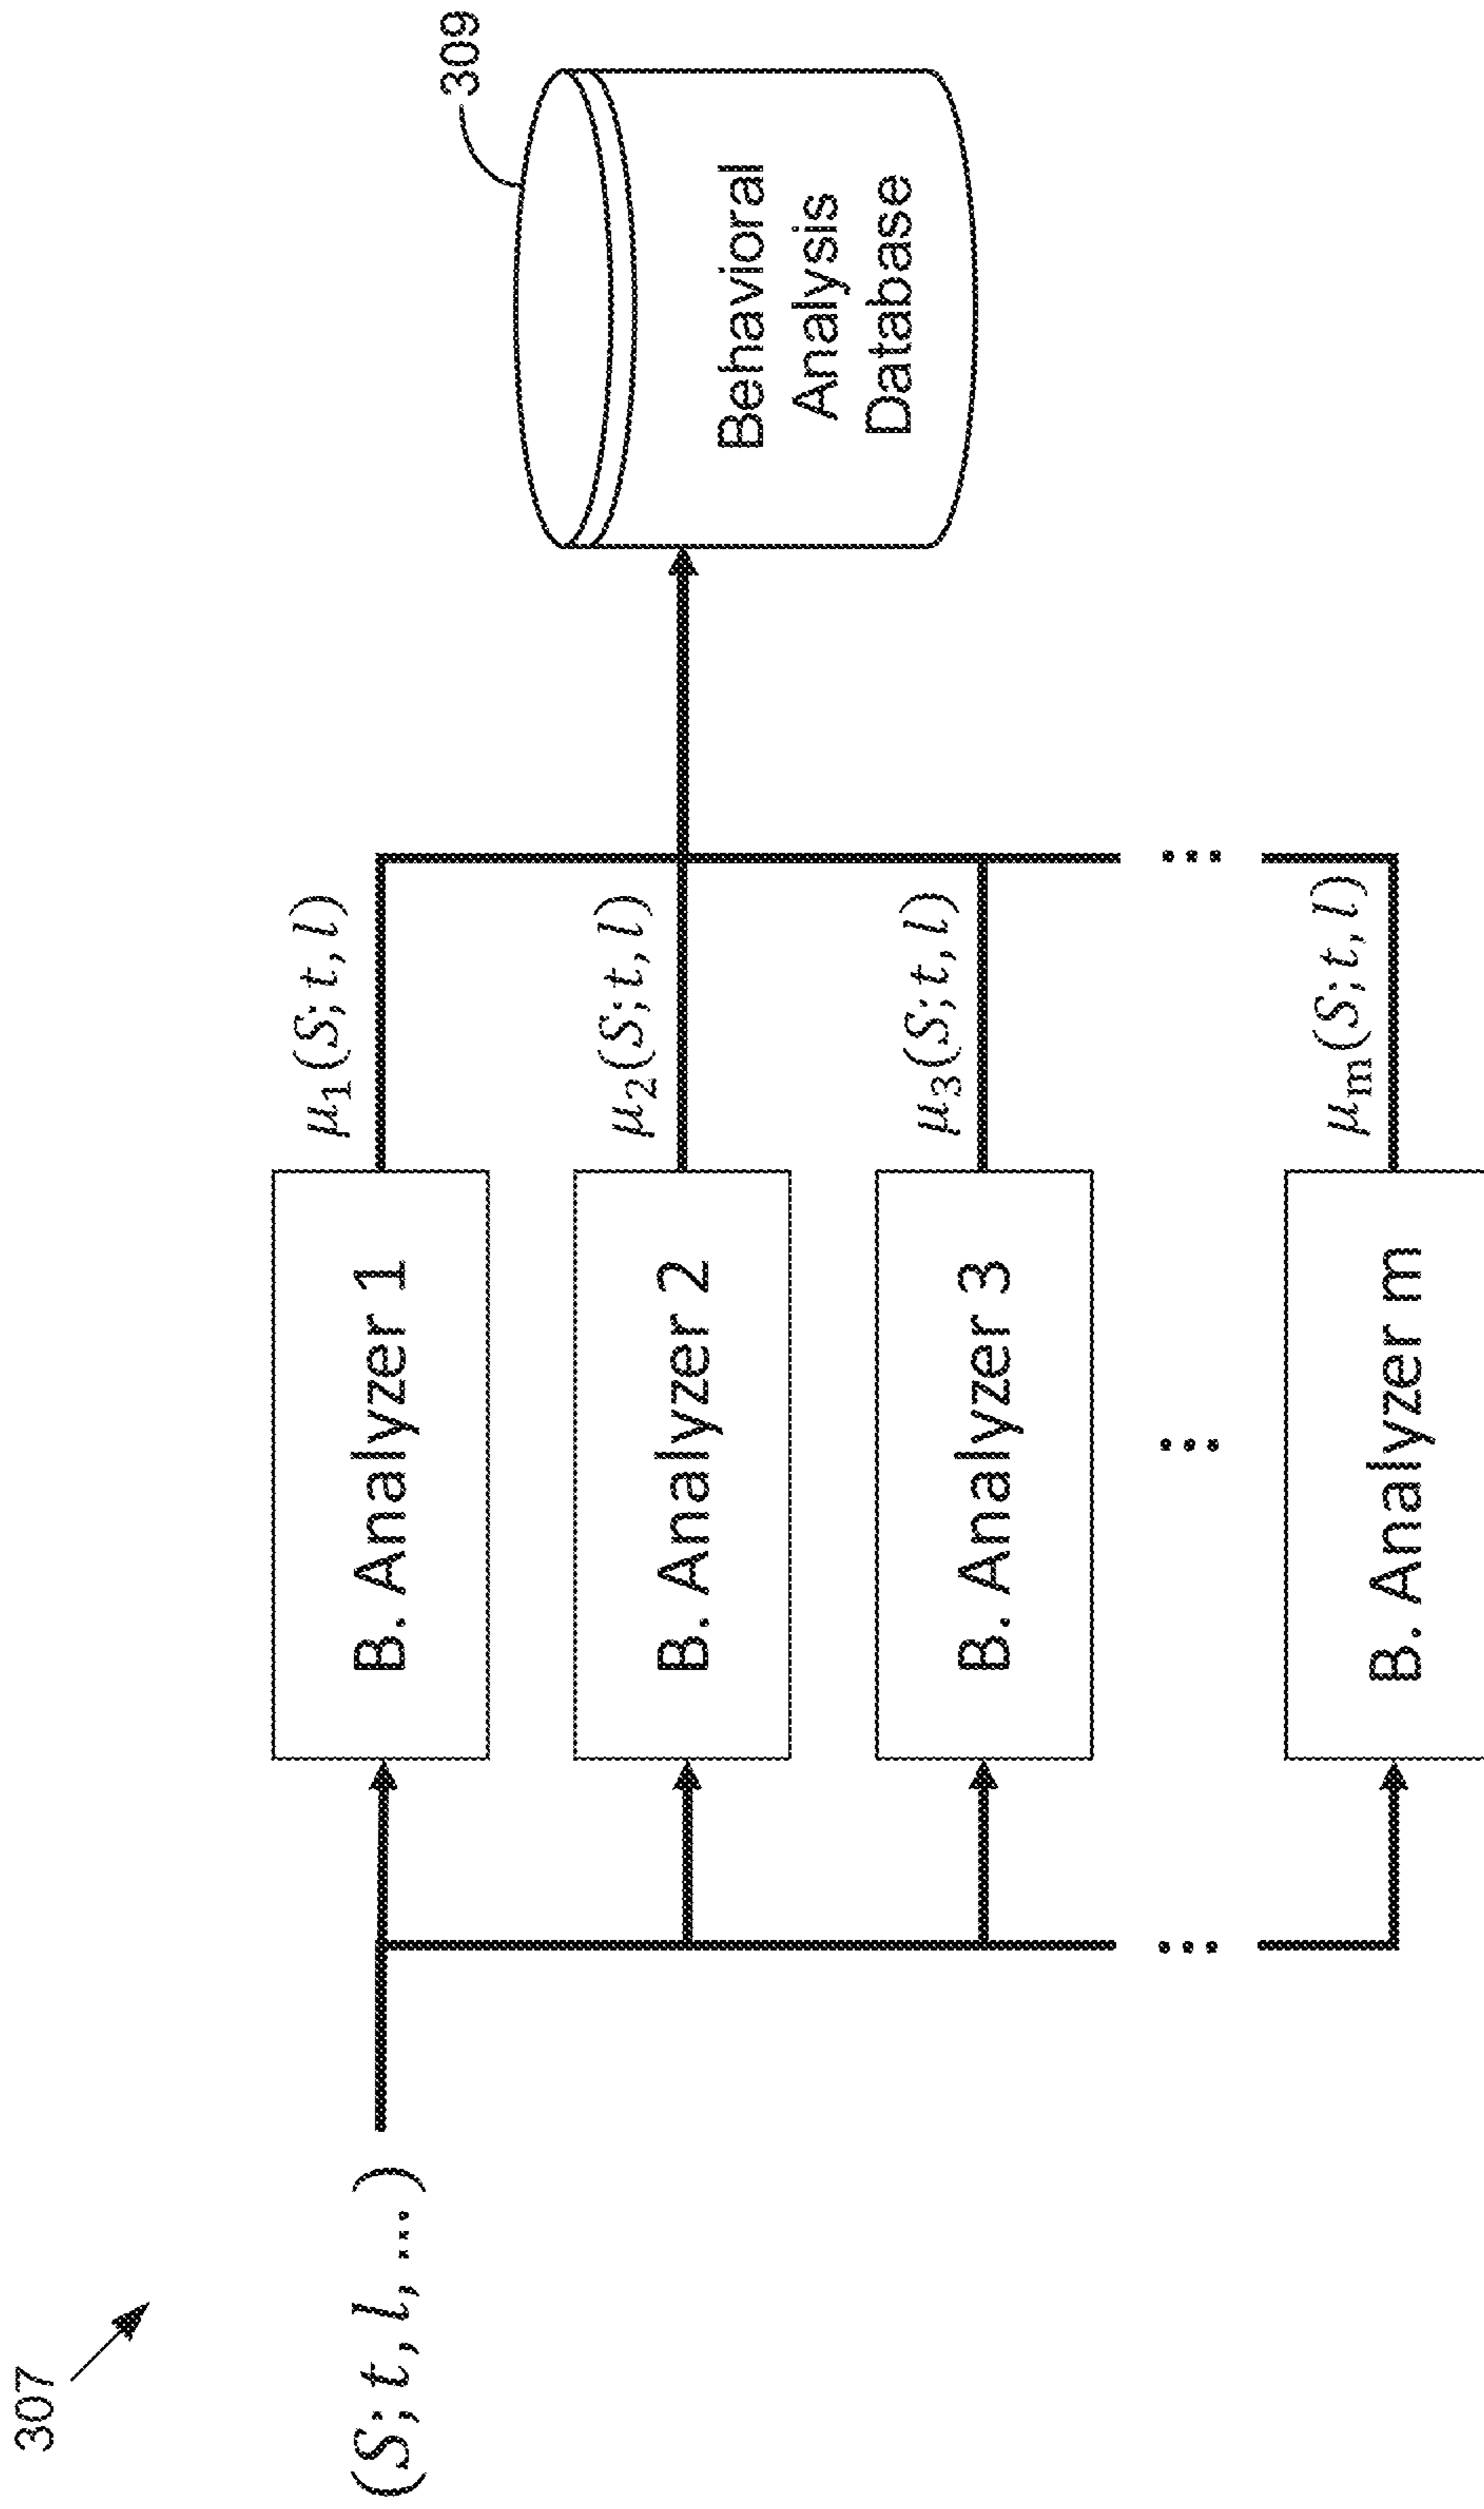 307
(S; t, l, ...)
B. Analyzer 1
μ1(S; t, l)
B. Analyzer 2
μ2(S; t, l)
B. Analyzer 3
μ3(S; t, l)
...
...
...
B. Analyzer m
μm(S; t, l)
309
Behavioral
Analysis
Database